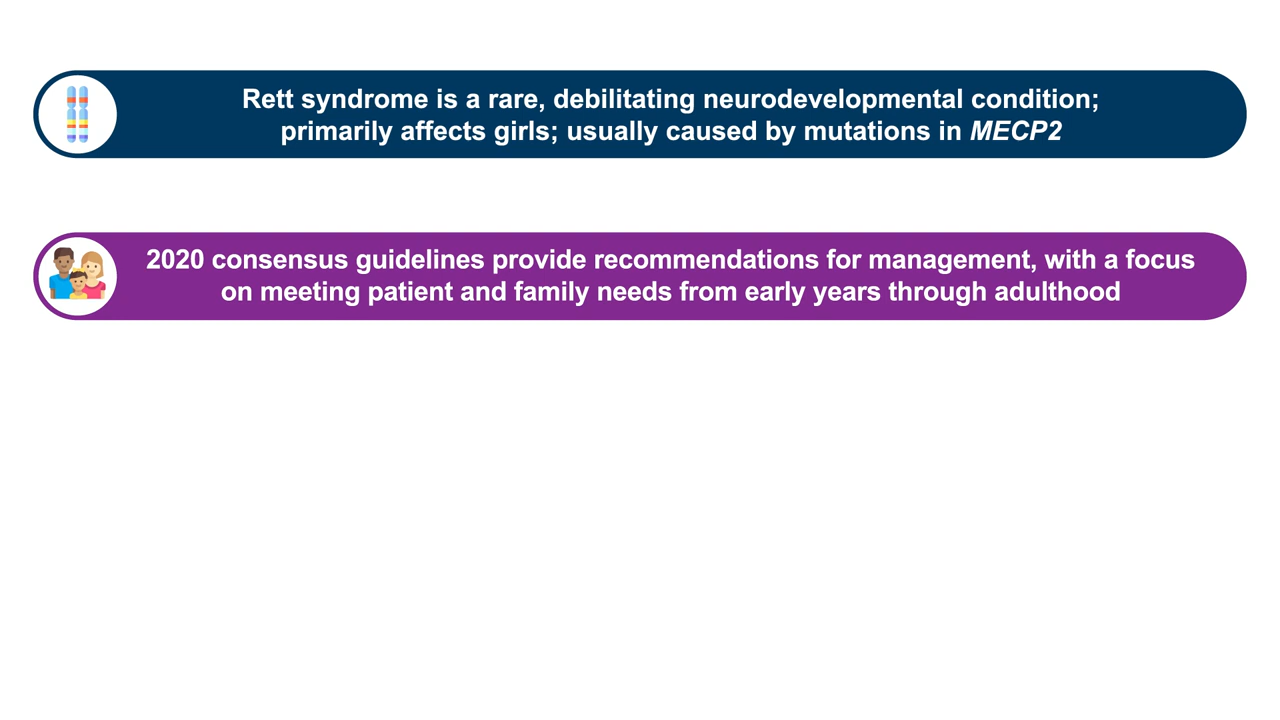 Rett syndrome is a rare, debilitating neurodevelopmental condition;
primarily affects girls; usually caused by mutations in MECP2
2020 consensus guidelines provide recommendations for management, with a focus
on meeting patient and family needs from early years through adulthood